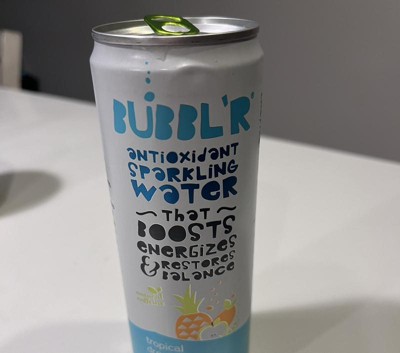 BUBBL'R
antioxidant
sparkling
water
that
boosts
energizes
& restores
balance
tropical